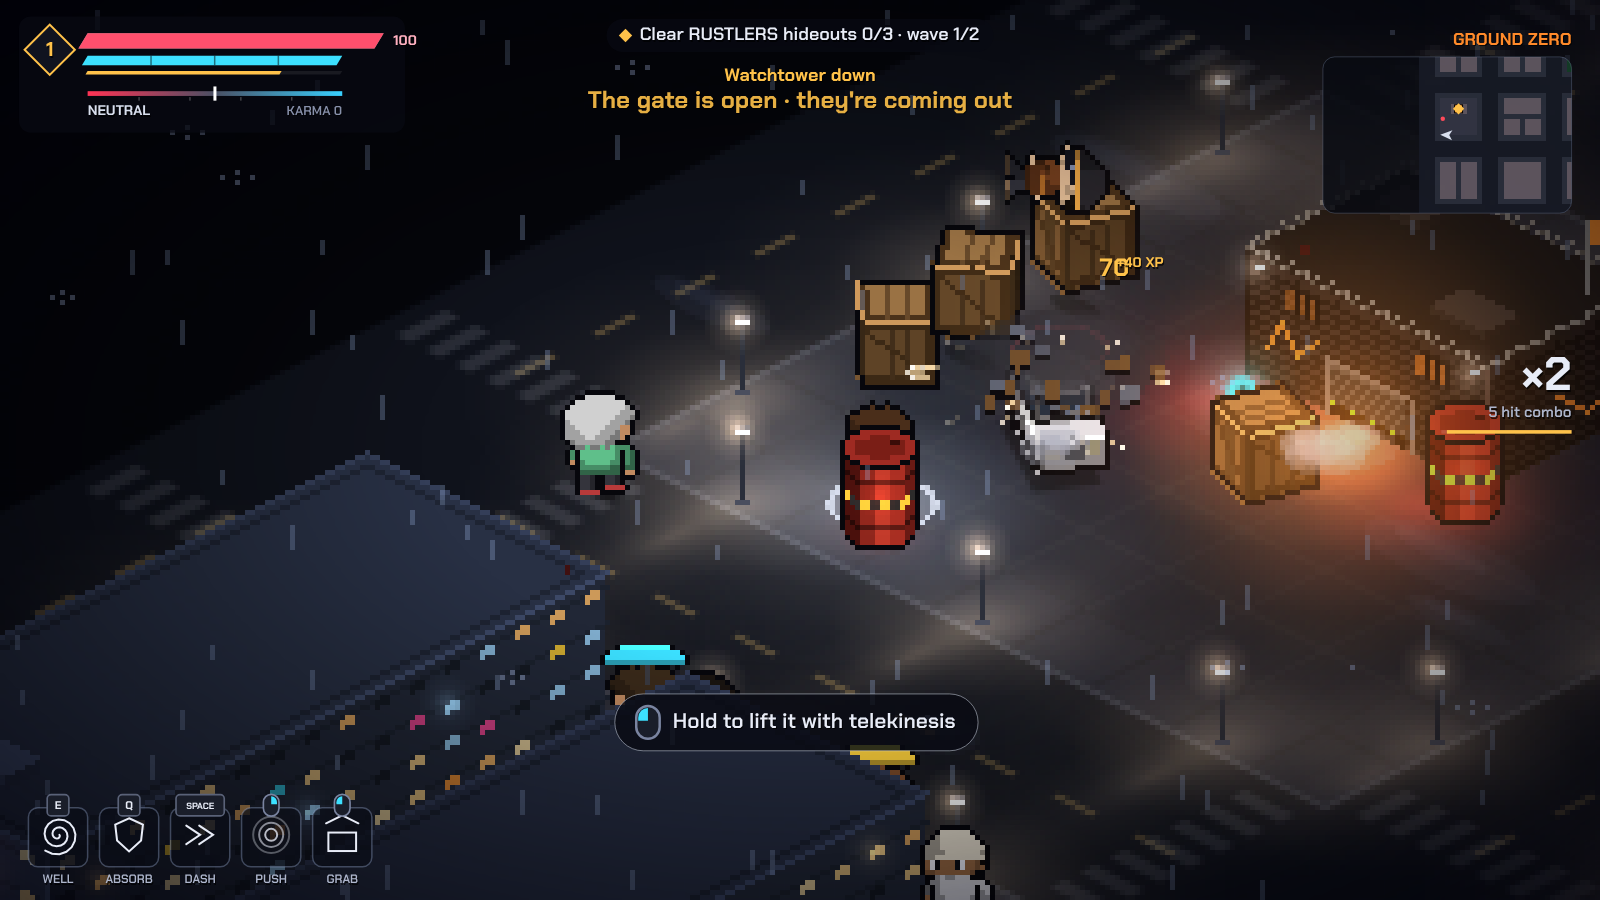 1
100
NEUTRAL
KARMA 0
Clear RUSTLERS hideouts 0/3 · wave 1/2
Watchtower down
The gate is open · they're coming out
GROUND ZERO
+40 XP
×2
5 hit combo
Hold to lift it with telekinesis
E
Q
SPACE
WELL
ABSORB
DASH
PUSH
GRAB